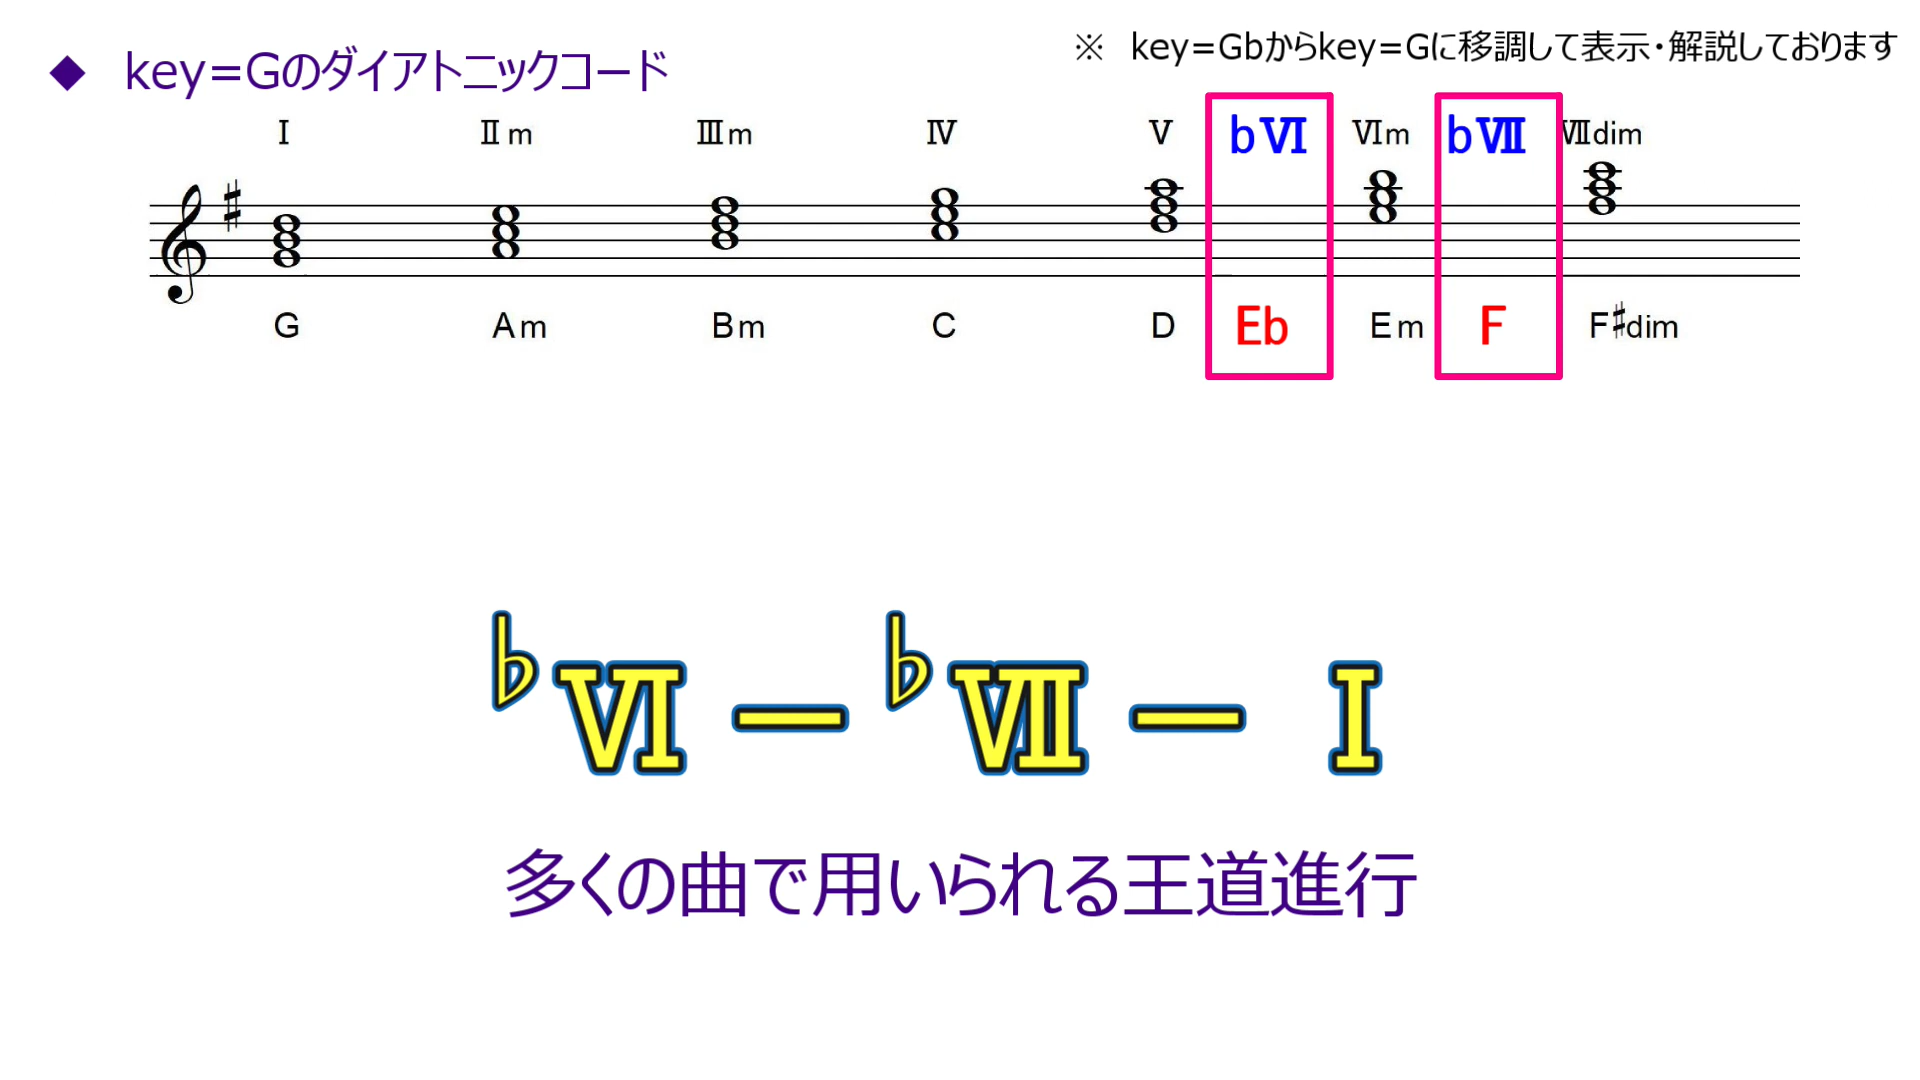 ※ key=Gbからkey=Gに移調して表示・解説しております
◆ key=Gのダイアトニックコード
Ⅰ Ⅱm Ⅲm Ⅳ Ⅴ bⅥ Ⅵm bⅦ Ⅶdim
G Am Bm C D Eb Em F F♯dim
♭Ⅵ － ♭Ⅶ － Ⅰ
多くの曲で用いられる王道進行